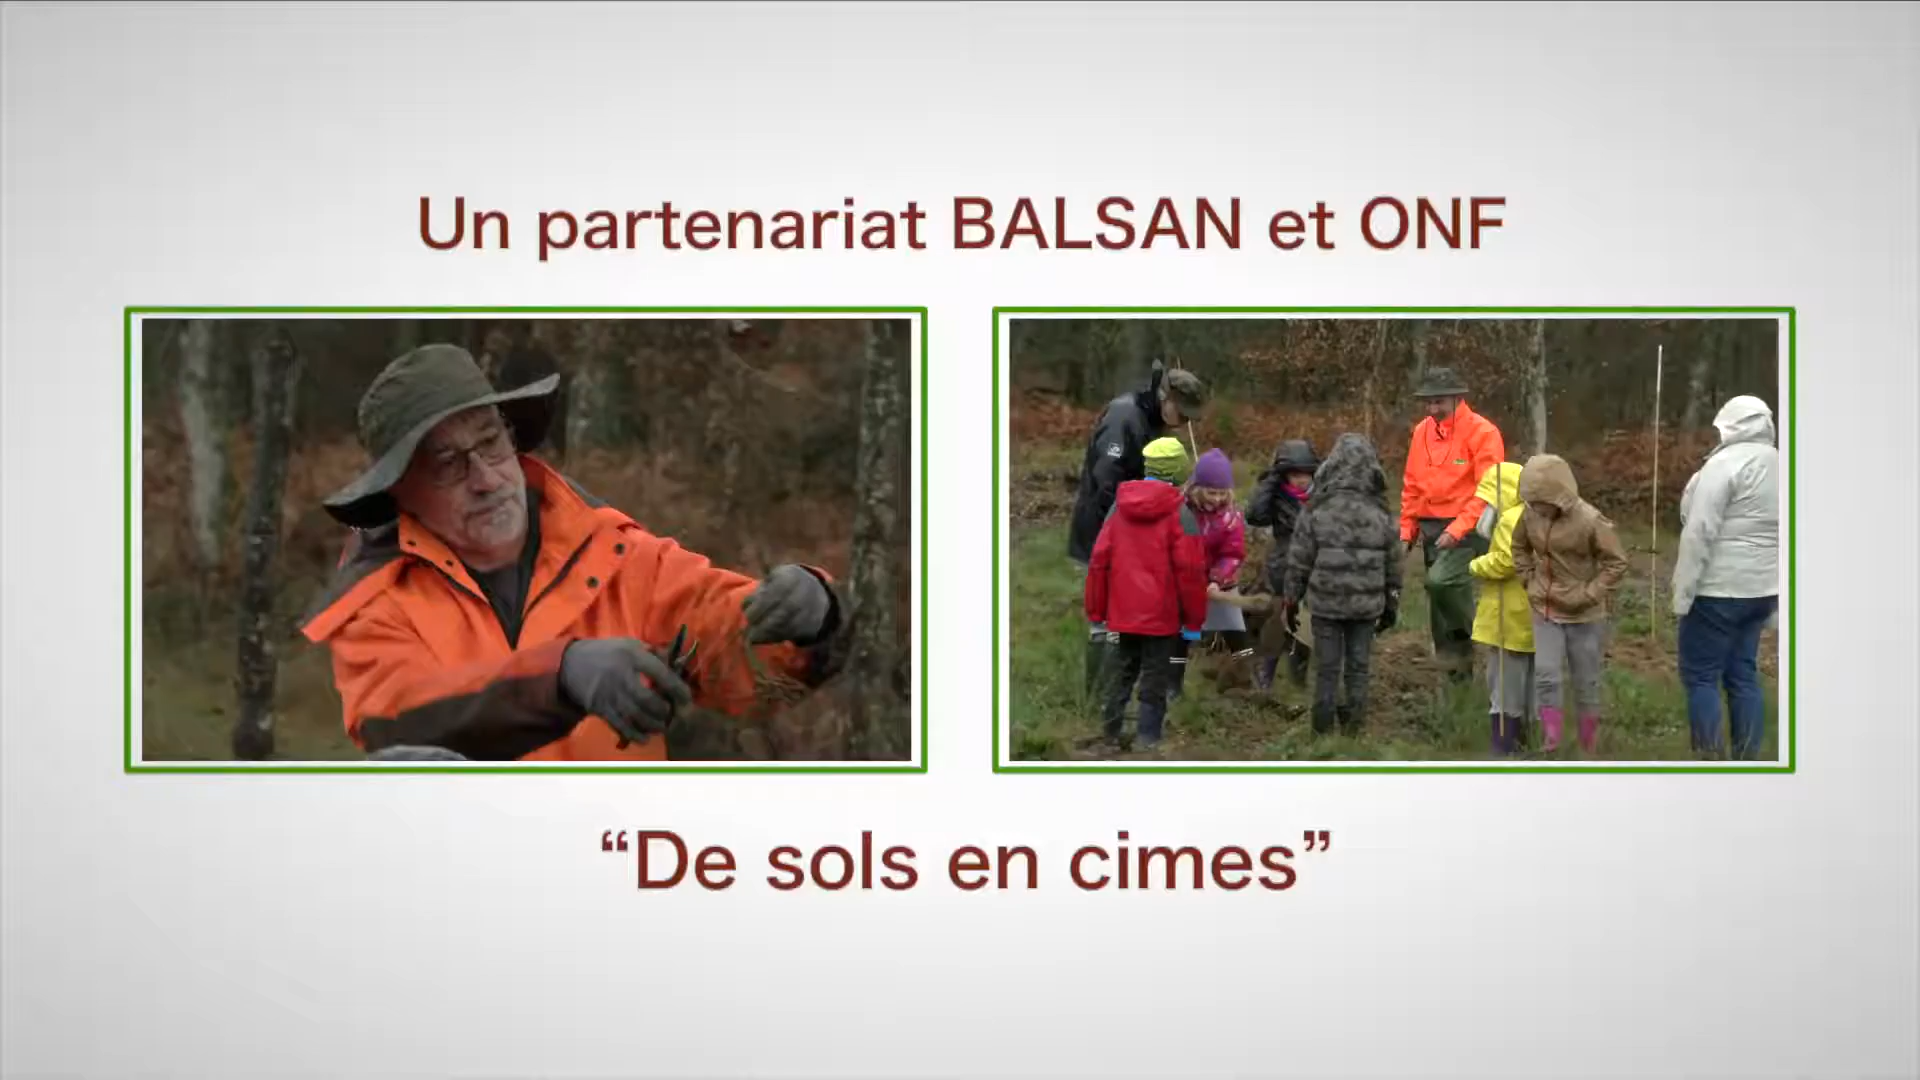 Un partenariat BALSAN et ONF
“De sols en cimes”